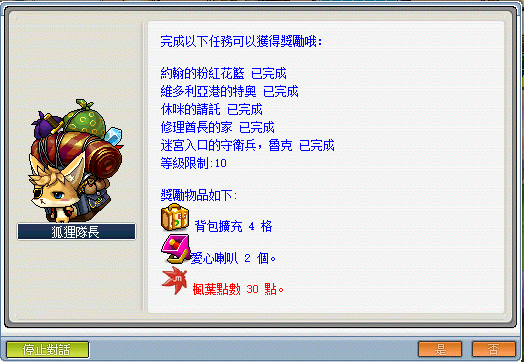 完成以下任務可以獲得獎勵哦:
約翰的粉紅花籃 已完成
維多利亞港的特奧 已完成
休咪的請託 已完成
修理酋長的家 已完成
迷宮入口的守衛兵, 魯克 已完成
等級限制:10
獎勵物品如下:
背包擴充 4 格
愛心喇叭 2 個。
楓葉點數 30 點。
狐狸隊長
停止對話
是
否